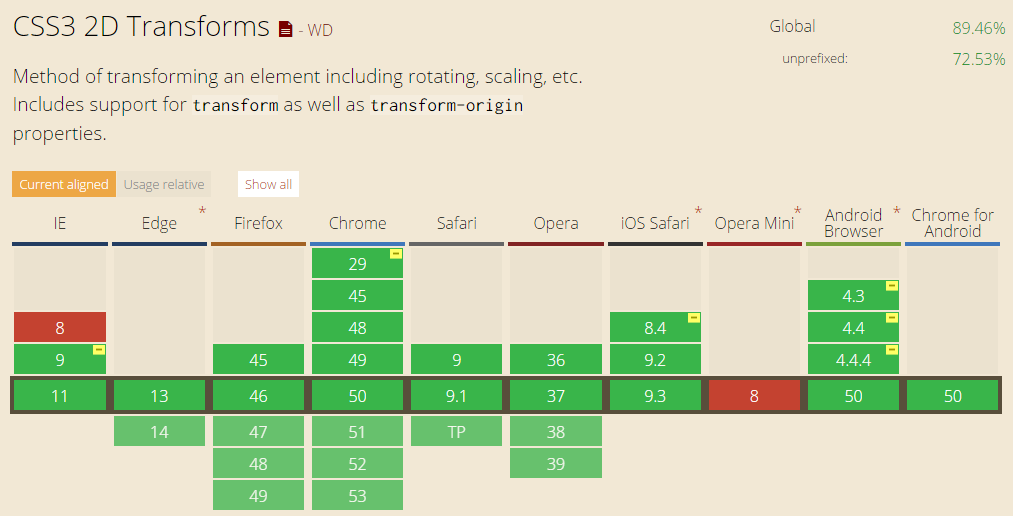 CSS3 2D Transforms - WD
Global 89.46%
unprefixed: 72.53%
Method of transforming an element including rotating, scaling, etc.
Includes support for transform as well as transform-origin
properties.
Current aligned Usage relative Show all
IE Edge * Firefox Chrome Safari Opera iOS Safari * Opera Mini * Android Browser * Chrome for Android
29
45 4.3
8 48 8.4 4.4
9 45 49 9 36 9.2 4.4.4
11 13 46 50 9.1 37 9.3 8 50 50
14 47 51 TP 38
48 52 39
49 53